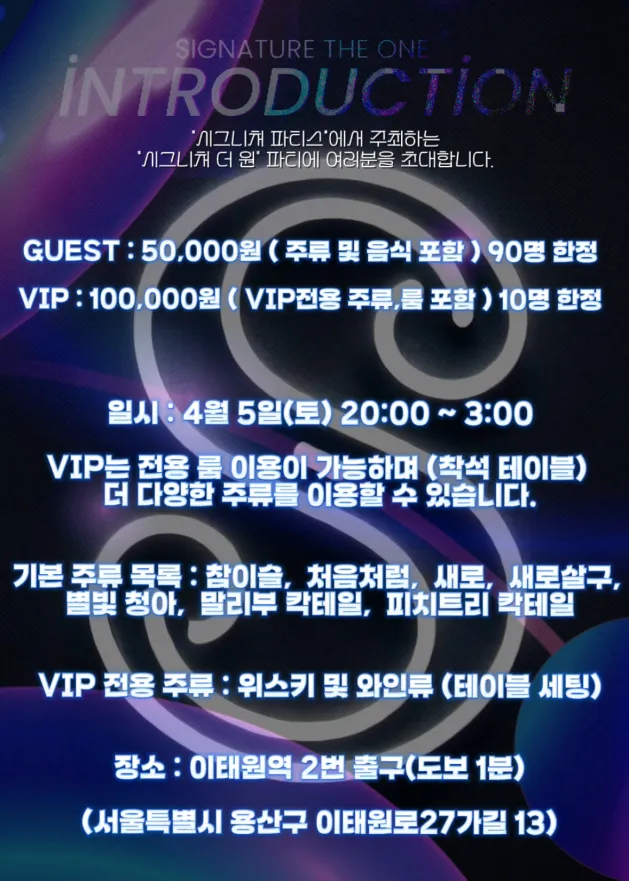 SIGNATURE THE ONE
INTRODUCTION
"시그니쳐 파티스"에서 주최하는
"시그니쳐 더 원" 파티에 여러분을 초대합니다.
GUEST : 50,000원 ( 주류 및 음식 포함 ) 90명 한정
VIP : 100,000원 ( VIP전용 주류,룸 포함 ) 10명 한정
일시 : 4월 5일(토) 20:00 ~ 3:00
VIP는 전용 룸 이용이 가능하며 (착석 테이블)
더 다양한 주류를 이용할 수 있습니다.
기본 주류 목록 : 참이슬, 처음처럼, 새로, 새로살구,
별빛 청아, 말리부 칵테일, 피치트리 칵테일
VIP 전용 주류 : 위스키 및 와인류 (테이블 세팅)
장소 : 이태원역 2번 출구(도보 1분)
(서울특별시 용산구 이태원로27가길 13)